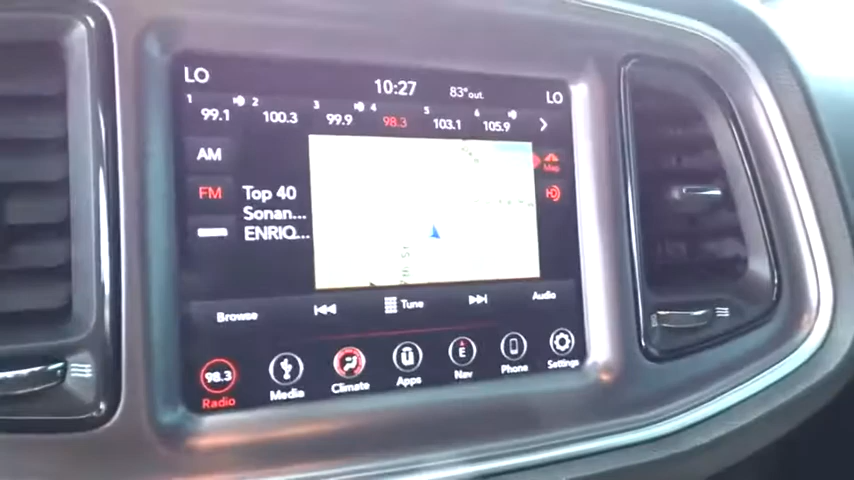 LO 10:27 83°out LO
1 99.1 2 100.3 3 99.9 4 98.3 5 103.1 6 105.9
AM
FM
Top 40
Sonan...
ENRIQ...
Map
HD
Browse Tune Audio
98.3
Radio Media Climate Apps Nav Phone Settings